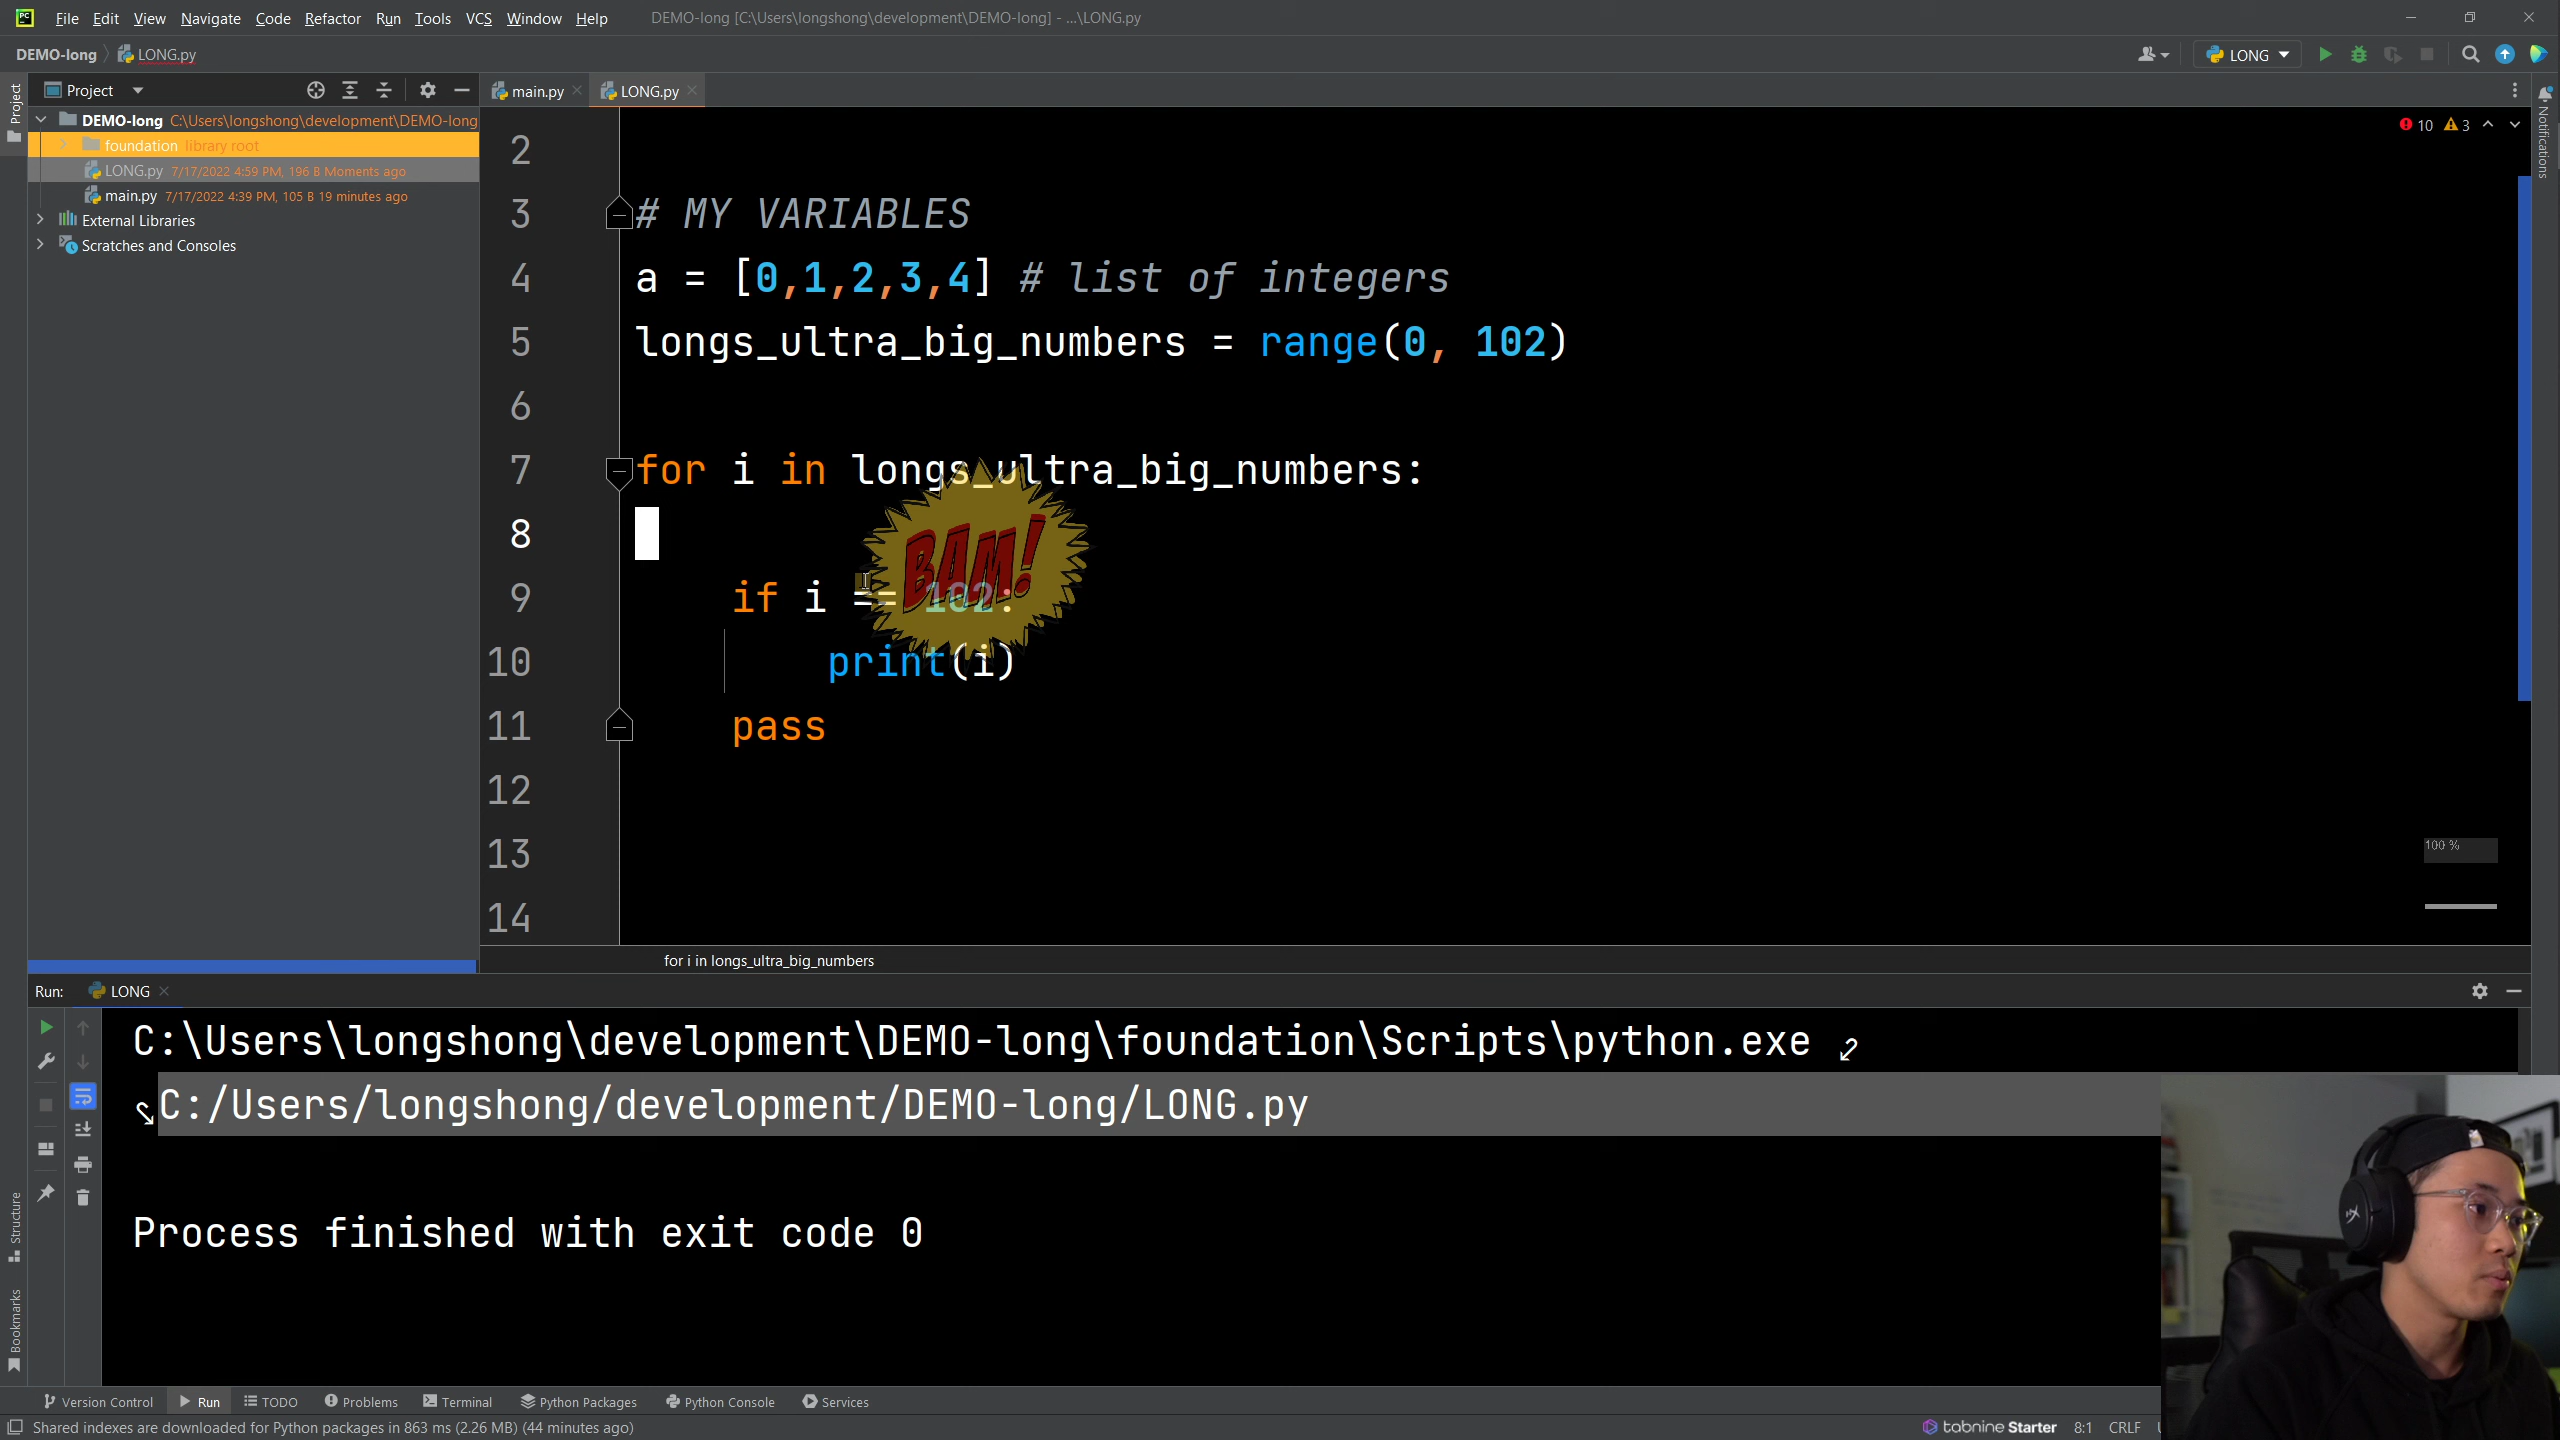 File Edit View Navigate Code Refactor Run Tools VCS Window Help DEMO-long [C:\Users\longshong\development\DEMO-long] - ...\LONG.py
DEMO-long LONG.py
LONG
Project
Project
main.py
LONG.py
DEMO-long C:\Users\longshong\development\DEMO-long
foundation library root
LONG.py 7/17/2022 4:59 PM, 196 B Moments ago
main.py 7/17/2022 4:39 PM, 105 B 19 minutes ago
External Libraries
Scratches and Consoles
10 3
Notifications
2
3 # MY VARIABLES
4 a = [0,1,2,3,4] # list of integers
5 longs_ultra_big_numbers = range(0, 102)
6
7 for i in longs_ultra_big_numbers:
8
BAM!
9 if i == 102:
10 print(i)
11 pass
12
13
14
100 %
for i in longs_ultra_big_numbers
Run: LONG
C:\Users\longshong\development\DEMO-long\foundation\Scripts\python.exe
C:/Users/longshong/development/DEMO-long/LONG.py
Process finished with exit code 0
Structure
Bookmarks
Version Control Run TODO Problems Terminal Python Packages Python Console Services
Shared indexes are downloaded for Python packages in 863 ms (2.26 MB) (44 minutes ago)
tabnine Starter 8:1 CRLF